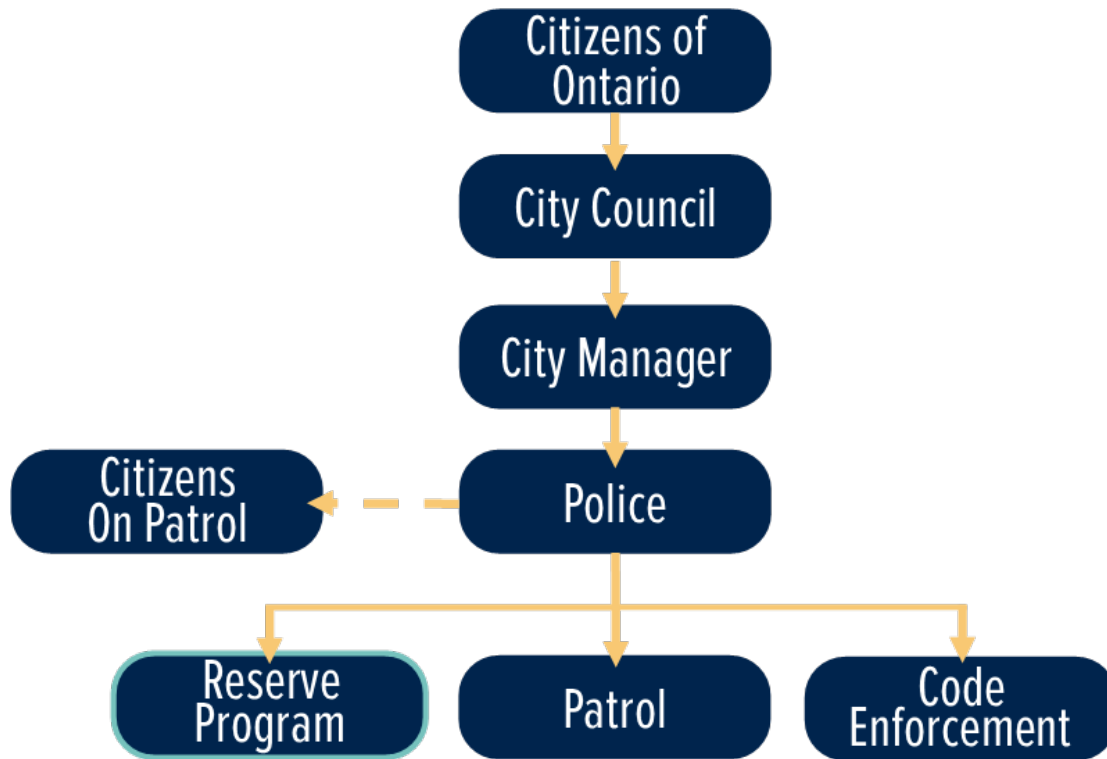 Citizens of
Ontario
City Council
City Manager
Citizens
On Patrol
Police
Reserve
Program
Patrol
Code
Enforcement